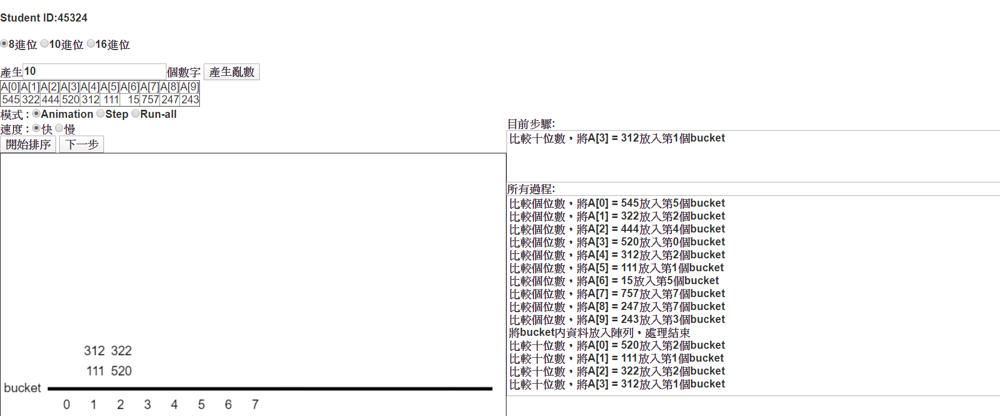 Student ID:45324
8進位 10進位 16進位
產生10個數字 產生亂數
A[0] A[1] A[2] A[3] A[4] A[5] A[6] A[7] A[8] A[9]
545 322 444 520 312 111 15 757 247 243
模式 : Animation Step Run-all
速度 : 快 慢
開始排序 下一步
312 322
111 520
bucket
0 1 2 3 4 5 6 7
目前步驟:
比較十位數，將A[3] = 312放入第1個bucket
所有過程:
比較個位數，將A[0] = 545放入第5個bucket
比較個位數，將A[1] = 322放入第2個bucket
比較個位數，將A[2] = 444放入第4個bucket
比較個位數，將A[3] = 520放入第0個bucket
比較個位數，將A[4] = 312放入第2個bucket
比較個位數，將A[5] = 111放入第1個bucket
比較個位數，將A[6] = 15放入第5個bucket
比較個位數，將A[7] = 757放入第7個bucket
比較個位數，將A[8] = 247放入第7個bucket
比較個位數，將A[9] = 243放入第3個bucket
將bucket內資料放入陣列，處理結束
比較十位數，將A[0] = 520放入第2個bucket
比較十位數，將A[1] = 111放入第1個bucket
比較十位數，將A[2] = 322放入第2個bucket
比較十位數，將A[3] = 312放入第1個bucket